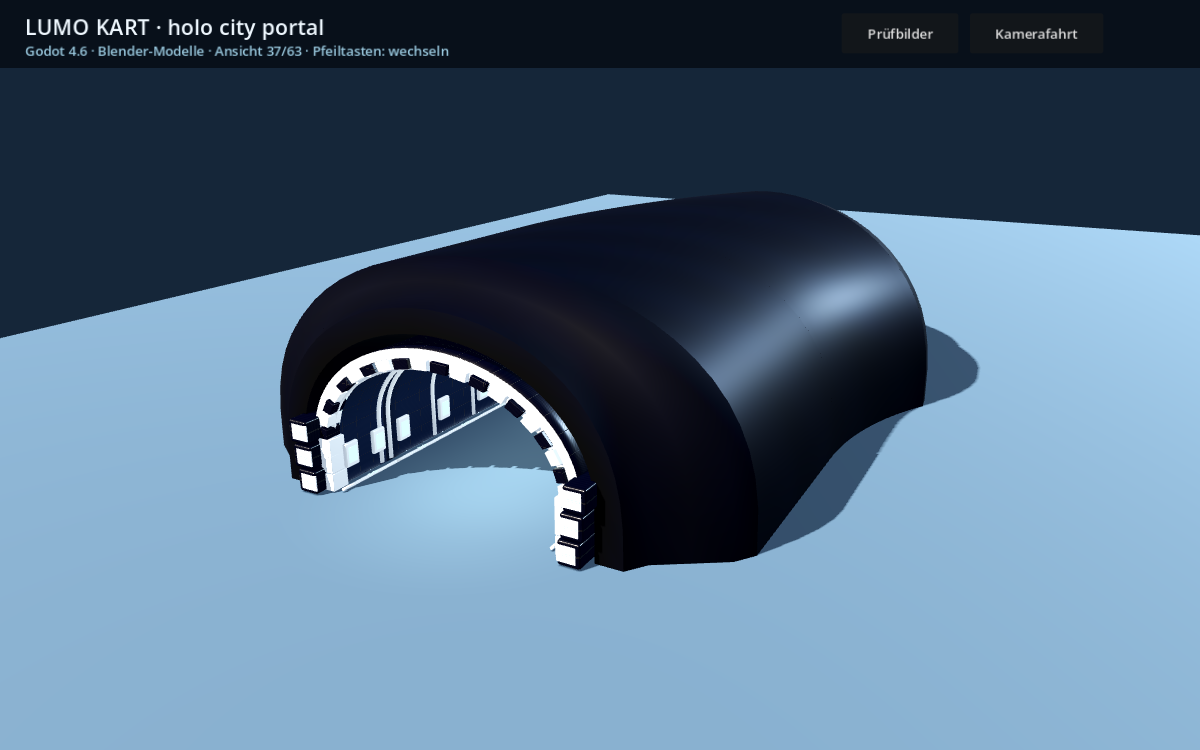 LUMO KART · holo city portal
Godot 4.6 · Blender-Modelle · Ansicht 37/63 · Pfeiltasten: wechseln
Prüfbilder
Kamerafahrt